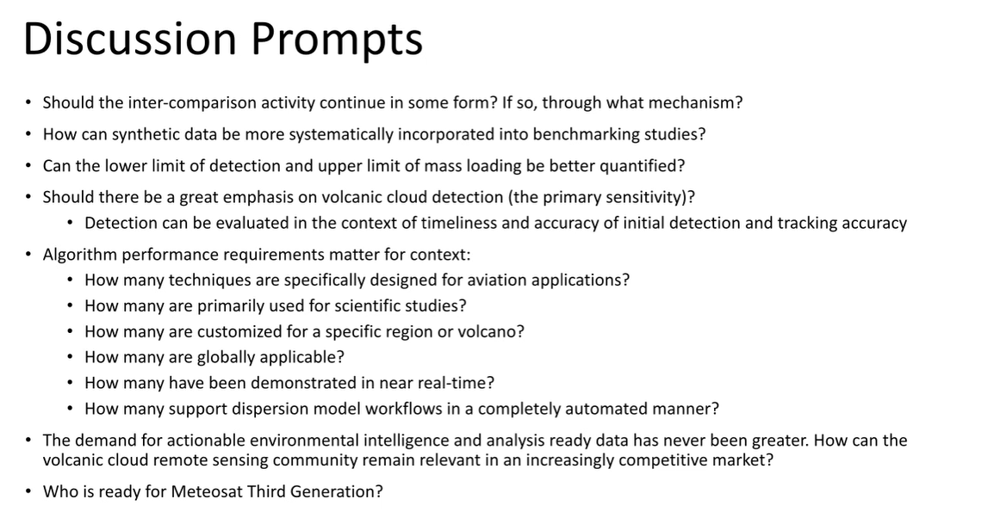 Discussion Prompts
• Should the inter-comparison activity continue in some form? If so, through what mechanism?
• How can synthetic data be more systematically incorporated into benchmarking studies?
• Can the lower limit of detection and upper limit of mass loading be better quantified?
• Should there be a great emphasis on volcanic cloud detection (the primary sensitivity)?
• Detection can be evaluated in the context of timeliness and accuracy of initial detection and tracking accuracy
• Algorithm performance requirements matter for context:
• How many techniques are specifically designed for aviation applications?
• How many are primarily used for scientific studies?
• How many are customized for a specific region or volcano?
• How many are globally applicable?
• How many have been demonstrated in near real-time?
• How many support dispersion model workflows in a completely automated manner?
• The demand for actionable environmental intelligence and analysis ready data has never been greater. How can the
volcanic cloud remote sensing community remain relevant in an increasingly competitive market?
• Who is ready for Meteosat Third Generation?